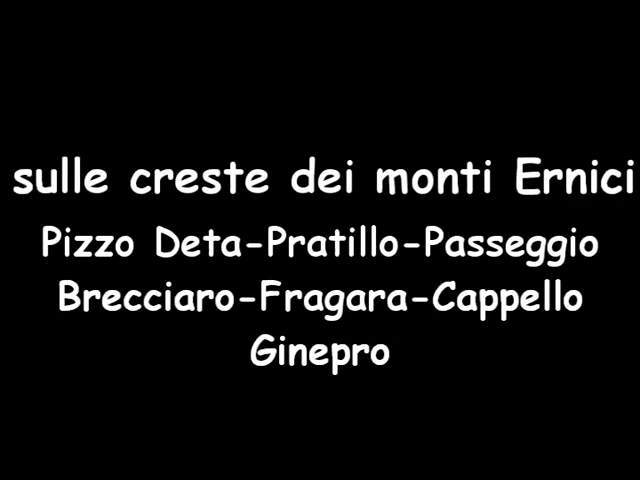 sulle creste dei monti Ernici
Pizzo Deta-Pratillo-Passeggio
Brecciaro-Fragara-Cappello
Ginepro